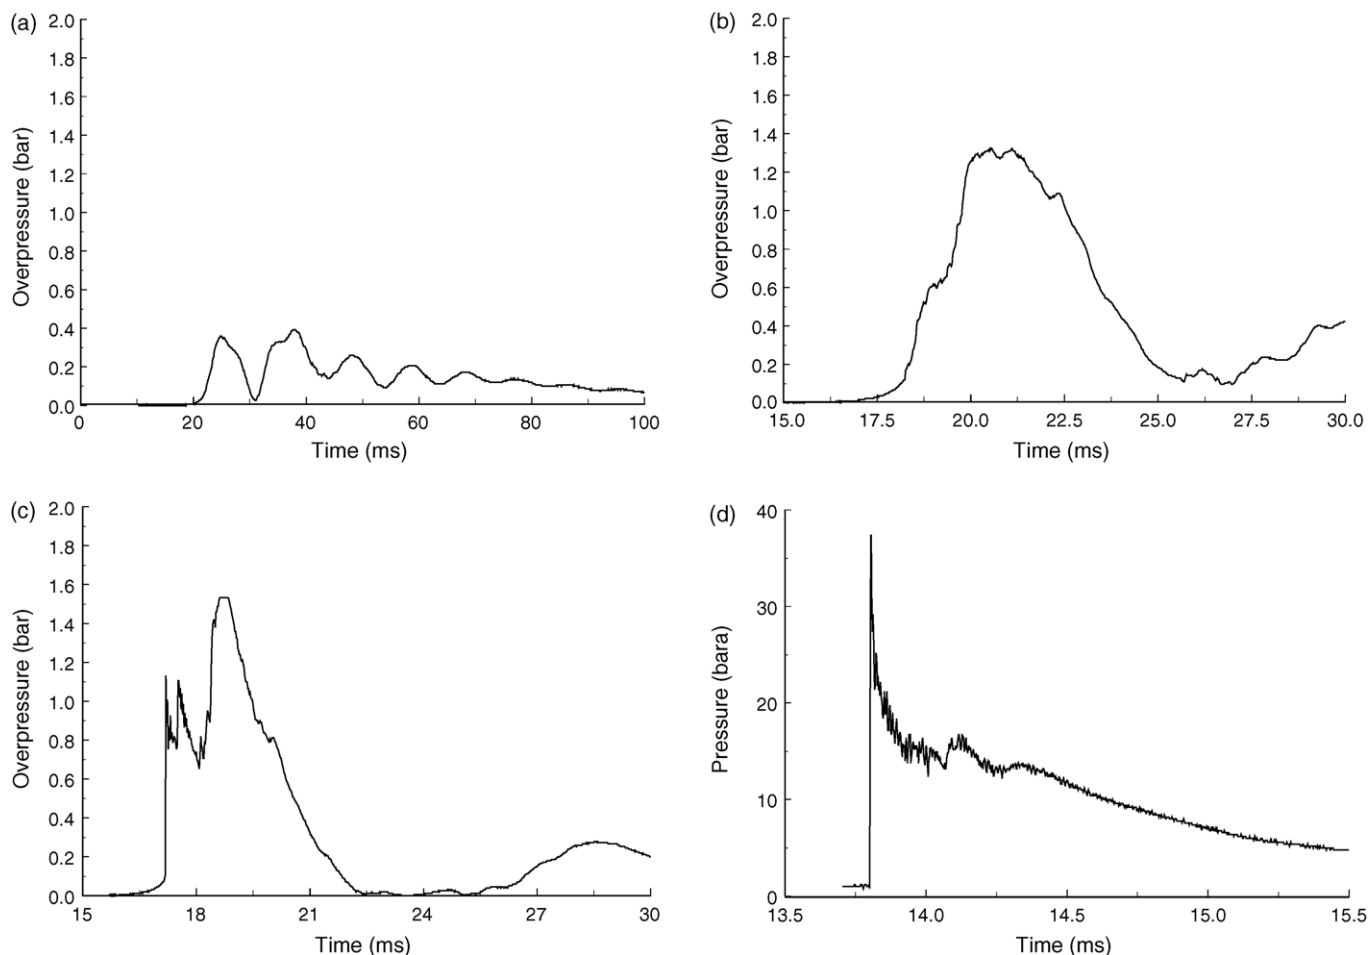 (a)
2.0
1.8
1.6
1.4
1.2
1.0
0.8
0.6
0.4
0.2
0.0
Overpressure (bar)
0 20 40 60 80 100
Time (ms)
(b)
2.0
1.8
1.6
1.4
1.2
1.0
0.8
0.6
0.4
0.2
0.0
Overpressure (bar)
15.0 17.5 20.0 22.5 25.0 27.5 30.0
Time (ms)
(c)
2.0
1.8
1.6
1.4
1.2
1.0
0.8
0.6
0.4
0.2
0.0
Overpressure (bar)
15 18 21 24 27 30
Time (ms)
(d)
40
30
20
10
0
Pressure (bara)
13.5 14.0 14.5 15.0 15.5
Time (ms)